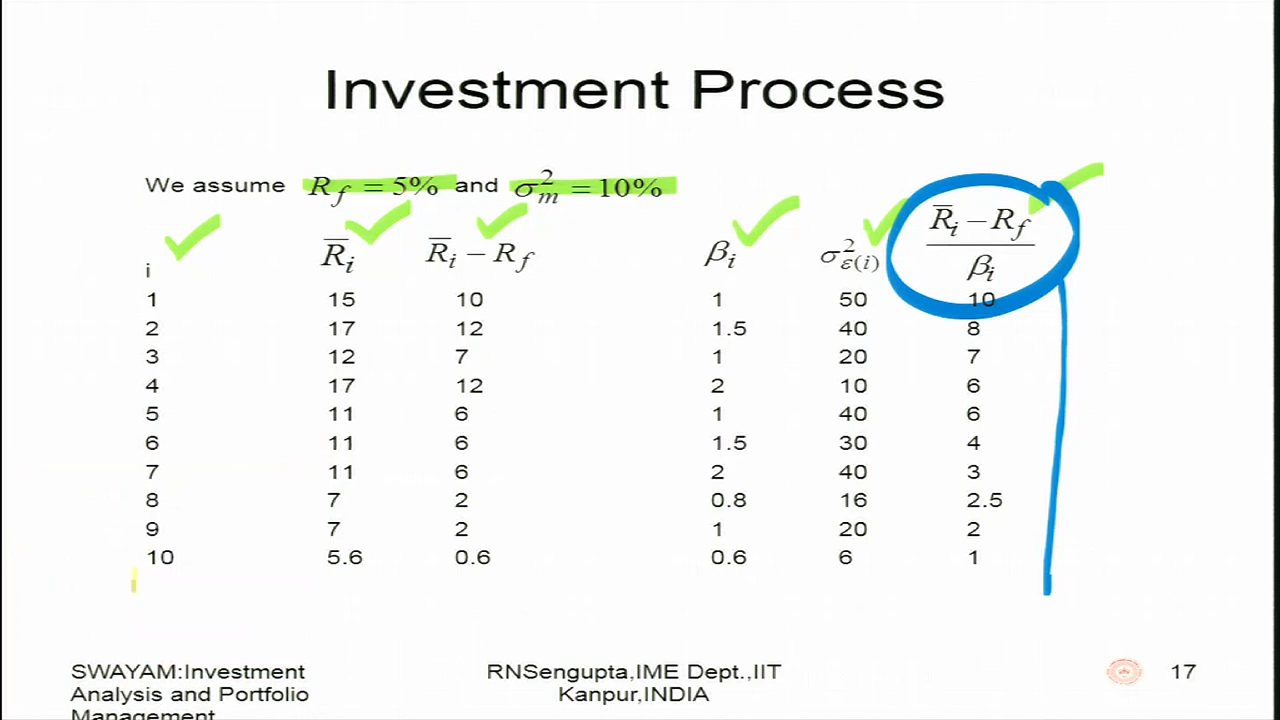 Investment Process
We assume R_f = 5% and σ_m^2 = 10%
i R̄_i R̄_i − R_f β_i σ^2_ε(i) (R̄_i − R_f)/β_i
1 15 10 1 50 10
2 17 12 1.5 40 8
3 12 7 1 20 7
4 17 12 2 10 6
5 11 6 1 40 6
6 11 6 1.5 30 4
7 11 6 2 40 3
8 7 2 0.8 16 2.5
9 7 2 1 20 2
10 5.6 0.6 0.6 6 1
SWAYAM:Investment
Analysis and Portfolio
Management
RNSengupta,IME Dept.,IIT
Kanpur,INDIA
17